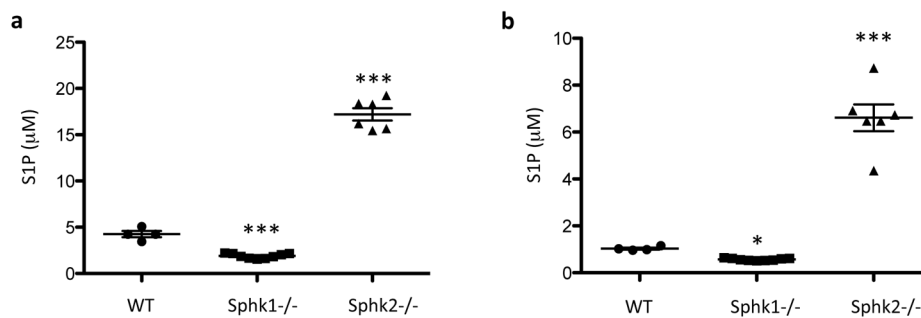 a
25
20
15
10
5
0
S1P (μM)
***
***
WT
Sphk1-/-
Sphk2-/-
b
10
8
6
4
2
0
S1P (μM)
***
*
WT
Sphk1-/-
Sphk2-/-